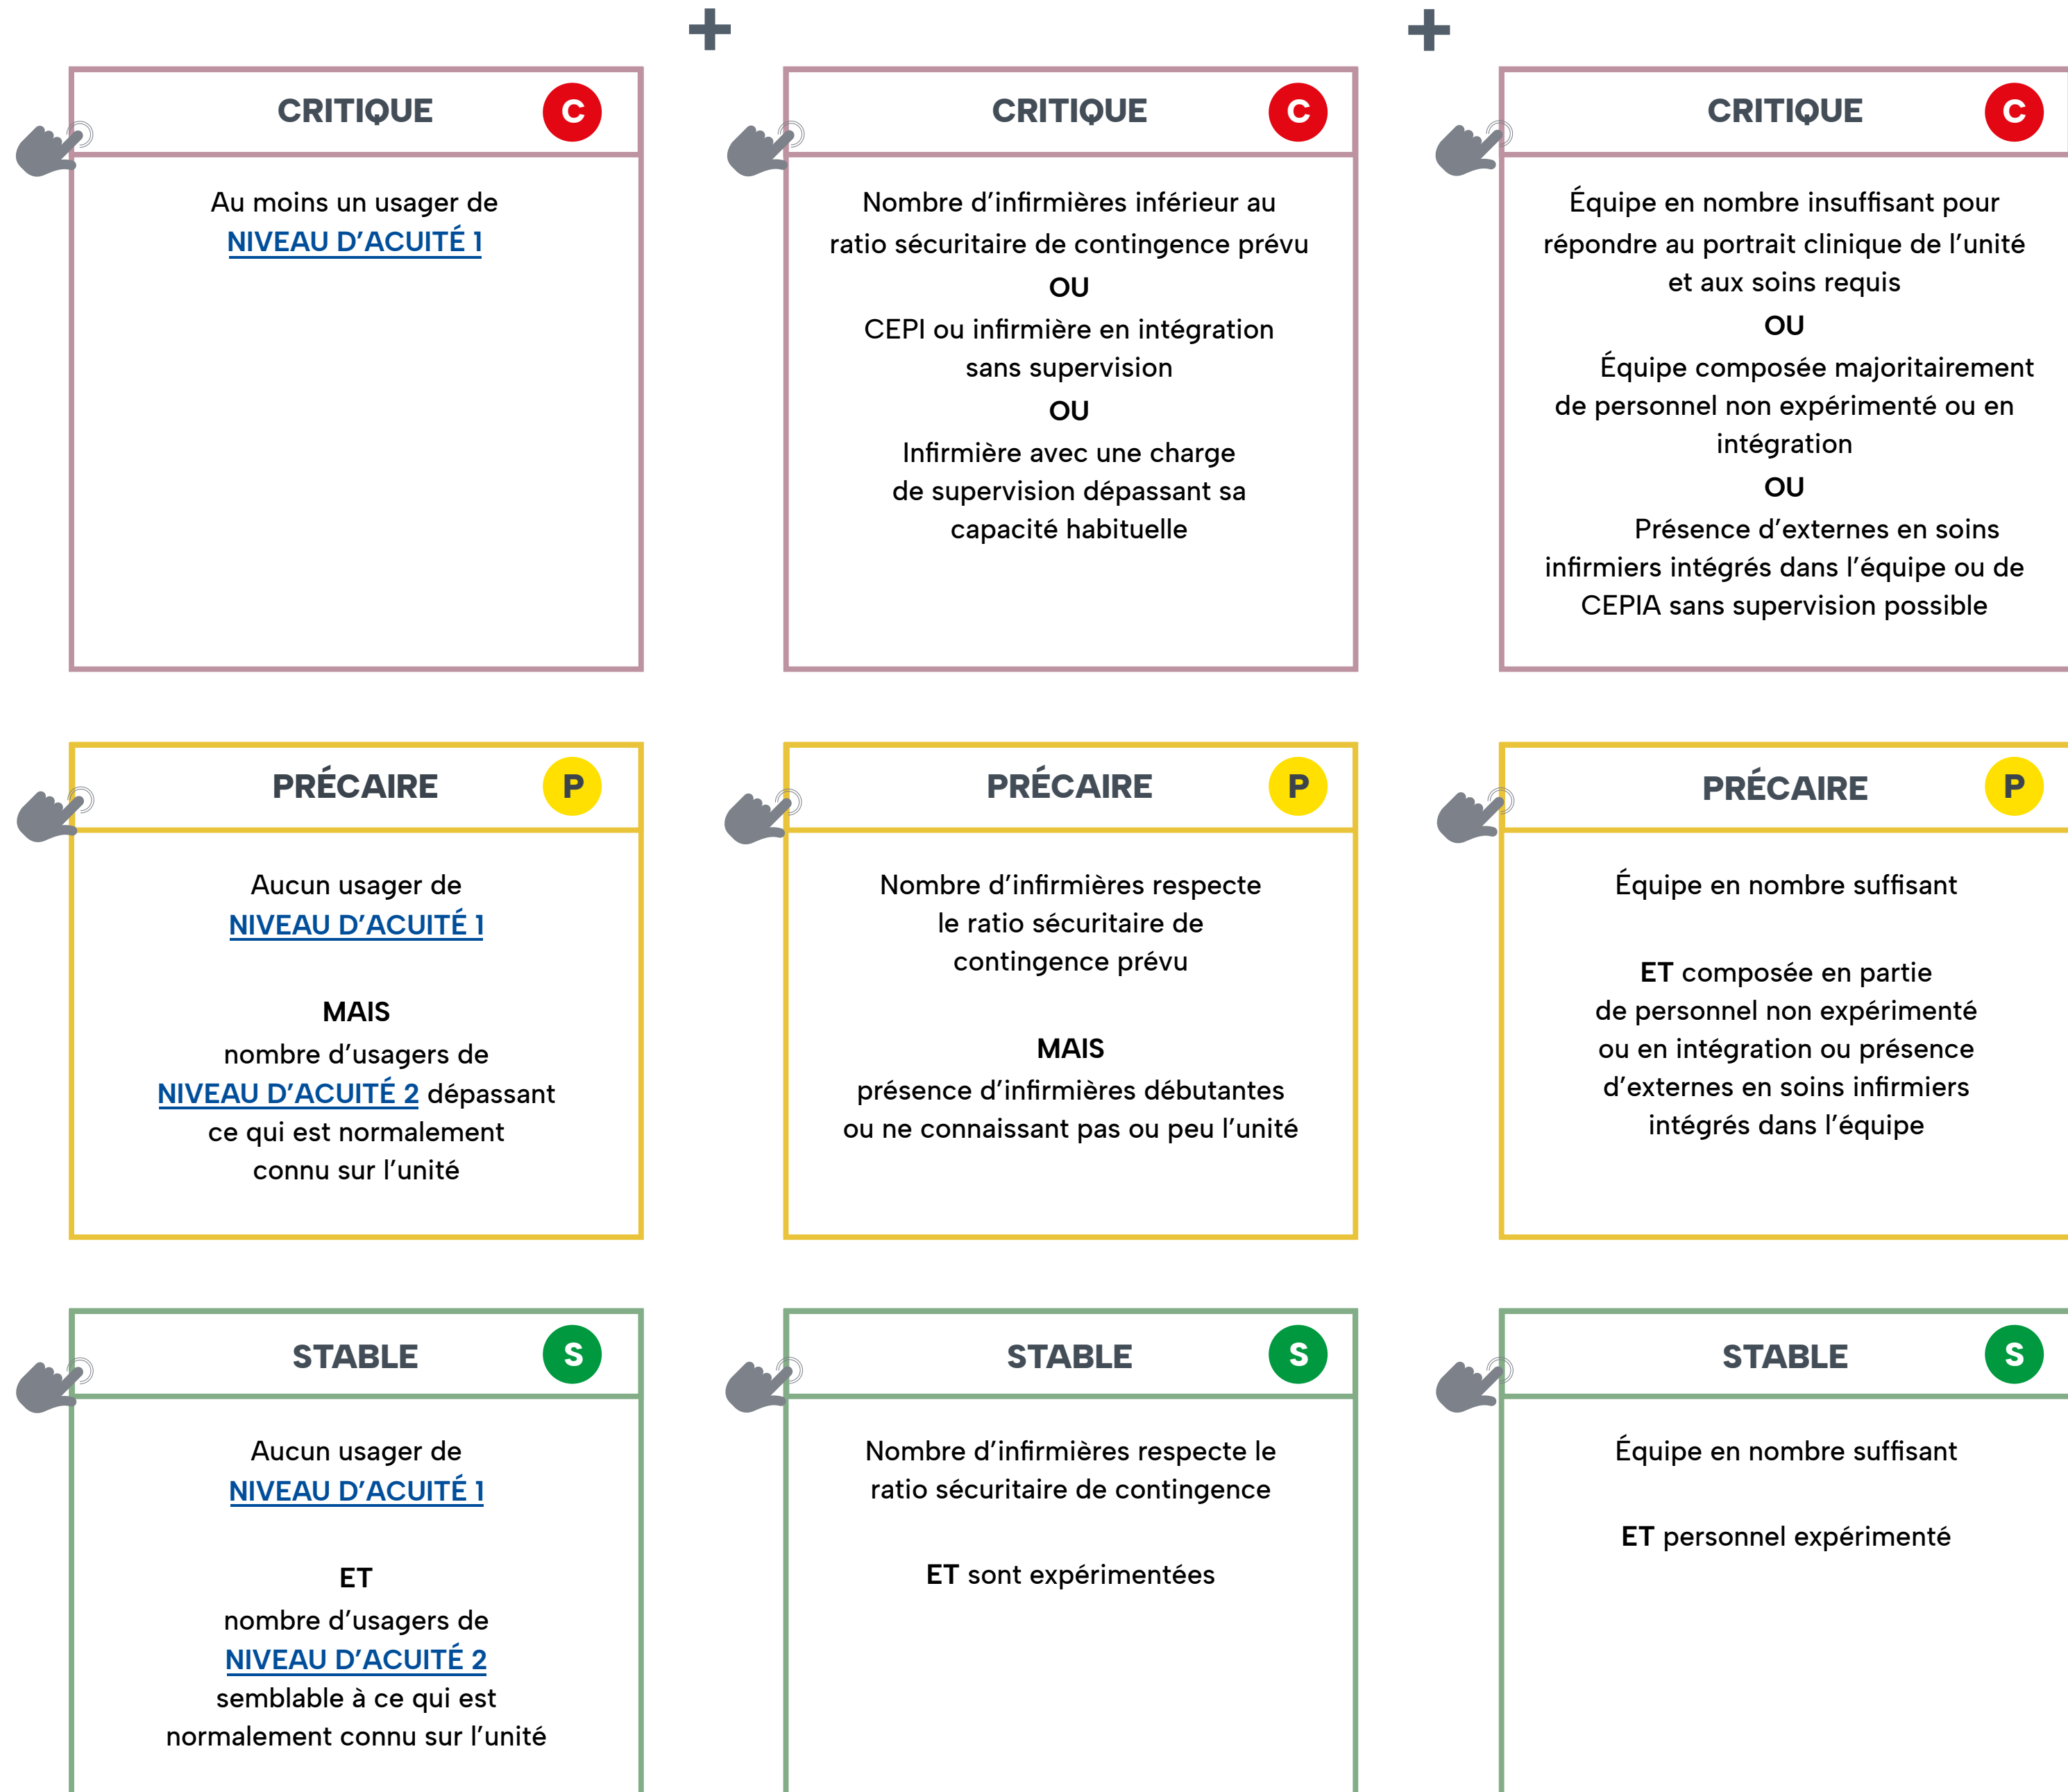 +
+
CRITIQUE
C
Au moins un usager de
NIVEAU D'ACUITÉ 1
CRITIQUE
C
Nombre d'infirmières inférieur au
ratio sécuritaire de contingence prévu
OU
CEPI ou infirmière en intégration
sans supervision
OU
Infirmière avec une charge
de supervision dépassant sa
capacité habituelle
CRITIQUE
C
Équipe en nombre insuffisant pour
répondre au portrait clinique de l'unité
et aux soins requis
OU
Équipe composée majoritairement
de personnel non expérimenté ou en
intégration
OU
Présence d'externes en soins
infirmiers intégrés dans l'équipe ou de
CEPIA sans supervision possible
PRÉCAIRE
P
Aucun usager de
NIVEAU D'ACUITÉ 1
MAIS
nombre d'usagers de
NIVEAU D'ACUITÉ 2 dépassant
ce qui est normalement
connu sur l'unité
PRÉCAIRE
P
Nombre d'infirmières respecte
le ratio sécuritaire de
contingence prévu
MAIS
présence d'infirmières débutantes
ou ne connaissant pas ou peu l'unité
PRÉCAIRE
P
Équipe en nombre suffisant
ET composée en partie
de personnel non expérimenté
ou en intégration ou présence
d'externes en soins infirmiers
intégrés dans l'équipe
STABLE
S
Aucun usager de
NIVEAU D'ACUITÉ 1
ET
nombre d'usagers de
NIVEAU D'ACUITÉ 2
semblable à ce qui est
normalement connu sur l'unité
STABLE
S
Nombre d'infirmières respecte le
ratio sécuritaire de contingence
ET sont expérimentées
STABLE
S
Équipe en nombre suffisant
ET personnel expérimenté